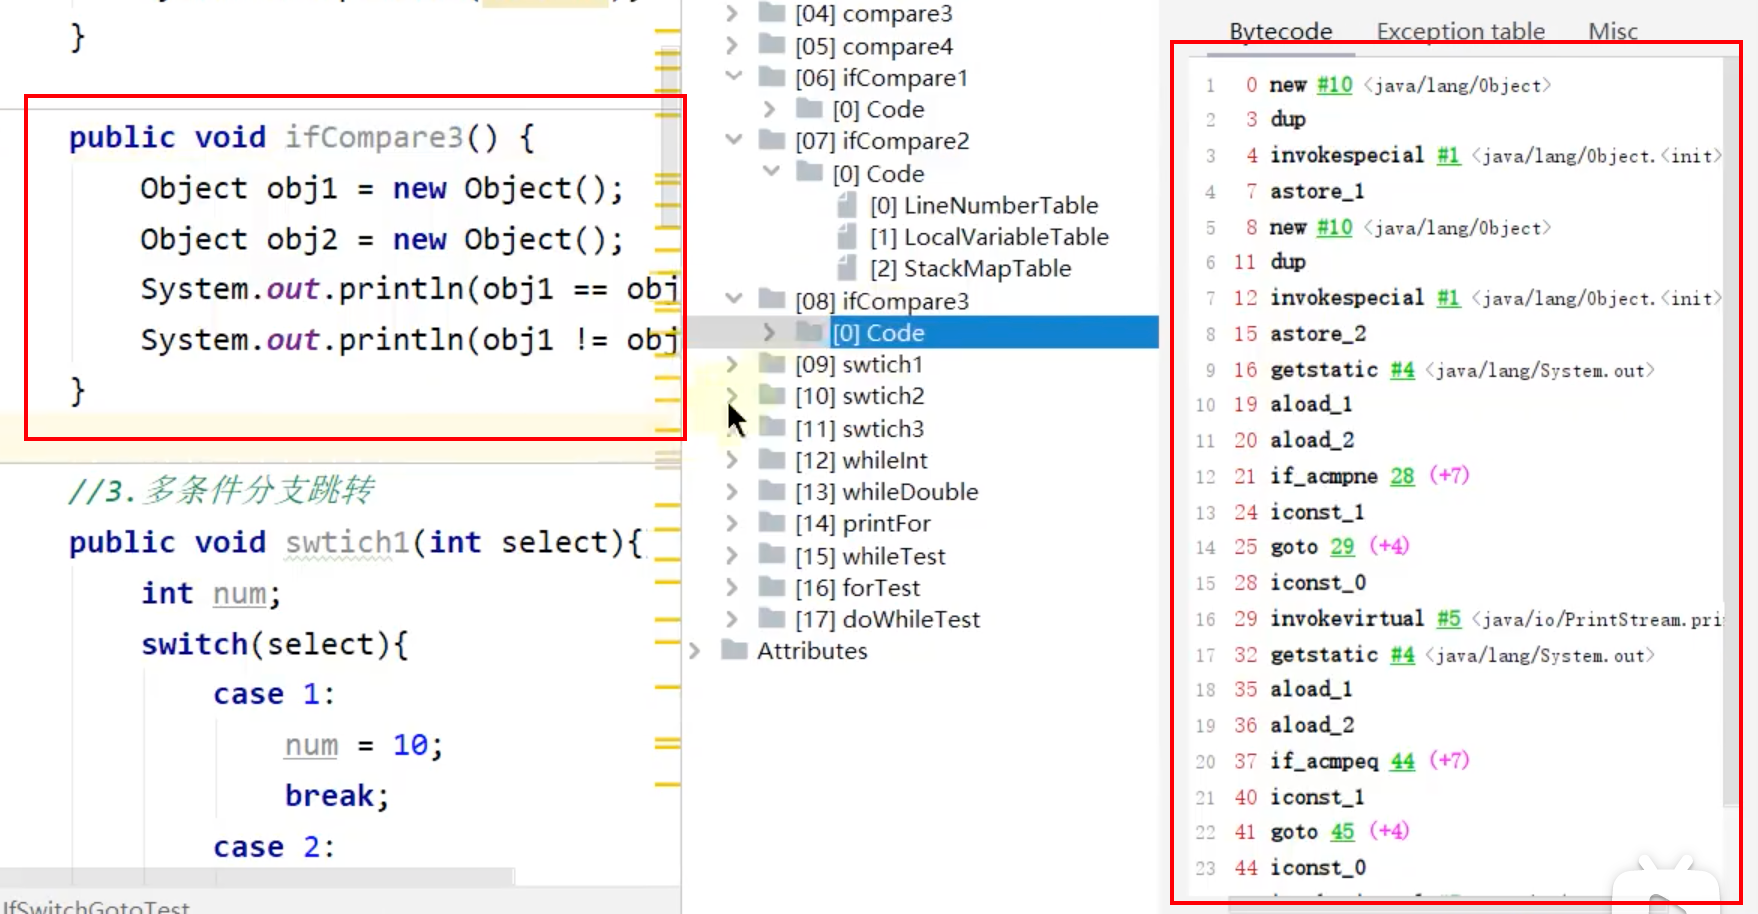 }
public void ifCompare3() {
Object obj1 = new Object();
Object obj2 = new Object();
System.out.println(obj1 == obj
System.out.println(obj1 != obj
}
//3.多条件分支跳转
public void swtich1(int select){
int num;
switch(select){
case 1:
num = 10;
break;
case 2:
IfSwitchGotoTest
[04] compare3
[05] compare4
[06] ifCompare1
[0] Code
[07] ifCompare2
[0] Code
[0] LineNumberTable
[1] LocalVariableTable
[2] StackMapTable
[08] ifCompare3
[0] Code
[09] swtich1
[10] swtich2
[11] swtich3
[12] whileInt
[13] whileDouble
[14] printFor
[15] whileTest
[16] forTest
[17] doWhileTest
Attributes
Bytecode Exception table Misc
1 0 new #10 <java/lang/Object>
2 3 dup
3 4 invokespecial #1 <java/lang/Object.<init>
4 7 astore_1
5 8 new #10 <java/lang/Object>
6 11 dup
7 12 invokespecial #1 <java/lang/Object.<init>
8 15 astore_2
9 16 getstatic #4 <java/lang/System.out>
10 19 aload_1
11 20 aload_2
12 21 if_acmpne 28 (+7)
13 24 iconst_1
14 25 goto 29 (+4)
15 28 iconst_0
16 29 invokevirtual #5 <java/io/PrintStream.pri
17 32 getstatic #4 <java/lang/System.out>
18 35 aload_1
19 36 aload_2
20 37 if_acmpeq 44 (+7)
21 40 iconst_1
22 41 goto 45 (+4)
23 44 iconst_0